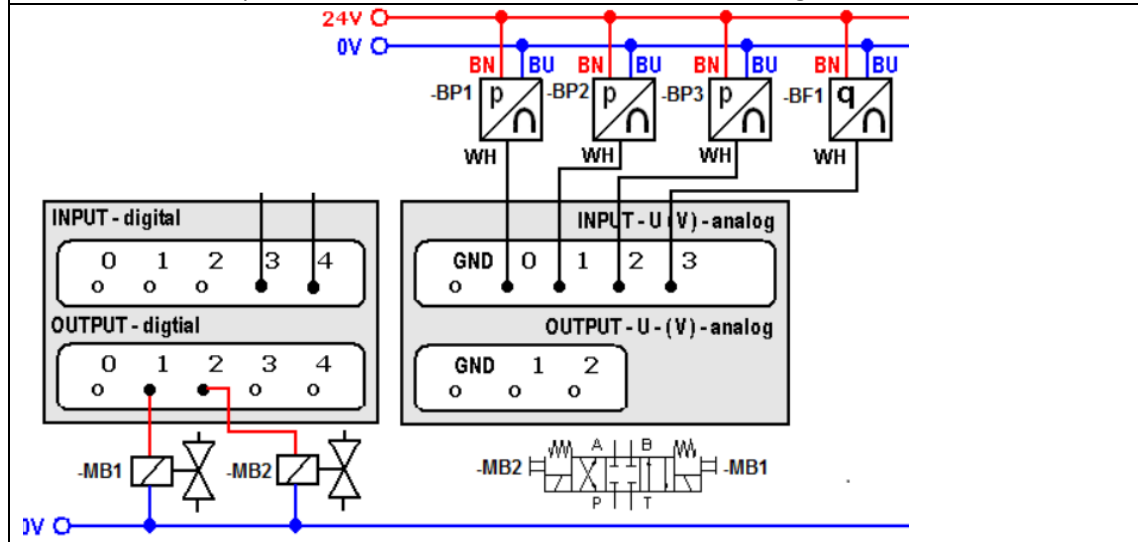 24V
0V
BN BU BN BU BN BU BN BU
-BP1 p -BP2 p -BP3 p -BF1 q
WH WH WH WH
INPUT - digital
0 1 2 3 4
OUTPUT - digtial
0 1 2 3 4
INPUT - U (V) - analog
GND 0 1 2 3
OUTPUT - U - (V) - analog
GND 1 2
-MB1 -MB2
A B
-MB2 -MB1
P T
0V